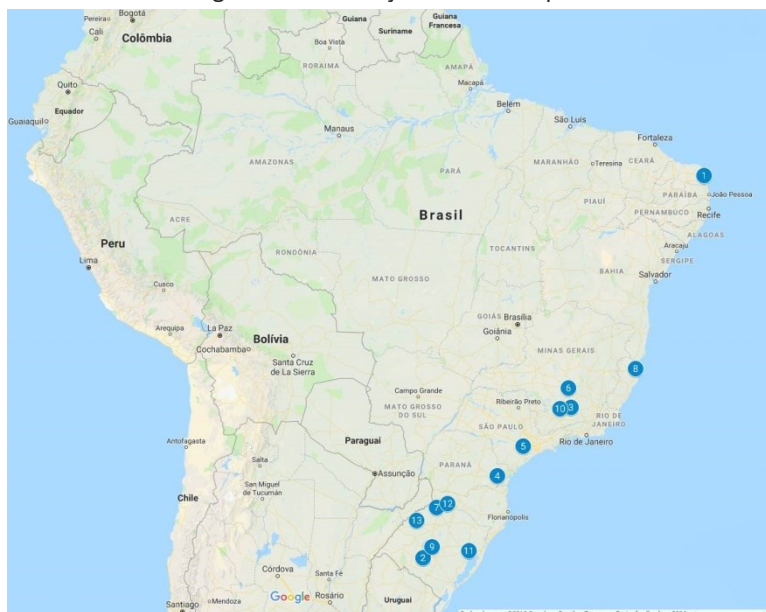 Pereira
Bogotá
Cali
Colômbia
Guiana
Suriname
Guiana
Francesa
Boa Vista
RORAIMA
AMAPÁ
Macapá
Quito
Equador
Guaiaquil
Belém
São Luis
Manaus
Fortaleza
AMAZONAS
PARÁ
MARANHÃO
Teresina
CEARÁ
1
PARAÍBA
João Pessoa
PIAUÍ
PERNAMBUCO
Recife
Brasil
ACRE
ALAGOAS
Peru
RONDÔNIA
TOCANTINS
Aracaju
SERGIPE
Lima
MATO GROSSO
BAHIA
Salvador
Cusco
GOIÁS
Brasília
Arequipa
La Paz
Goiânia
Bolívia
Cochabamba
MINAS GERAIS
Santa Cruz
de La Sierra
8
Campo Grande
6
MATO GROSSO
DO SUL
Ribeirão Preto
10
3
RIO DE
JANEIRO
SÃO PAULO
Paraguai
5
Rio de Janeiro
Antofagasta
PARANÁ
Salta
Assunção
4
San Miguel
de Tucumán
Chile
7
12
13
Florianópolis
9
11
2
Córdova
Santa Fé
Google
Rosário
Uruguai
Mendoza
Santiago